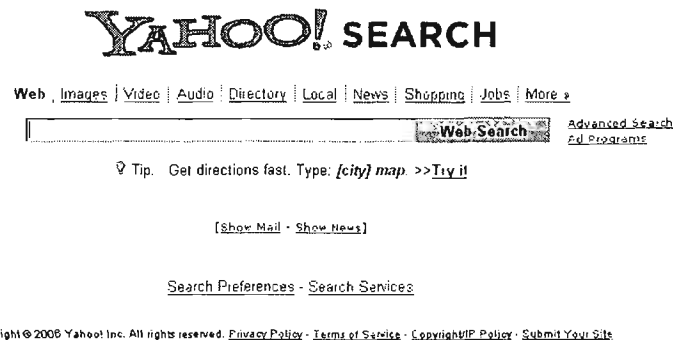 YAHOO! SEARCH
Web Images Video Audio Directory Local News Shopping Jobs More »
Web Search Advanced Search
Ad Programs
Tip. Get directions fast. Type: [city] map. >>Try it
[Show Mail - Show News]
Search Preferences - Search Services
ight © 2006 Yahoo! Inc. All rights reserved. Privacy Policy - Terms of Service - Copyright/IP Policy - Submit Your Site